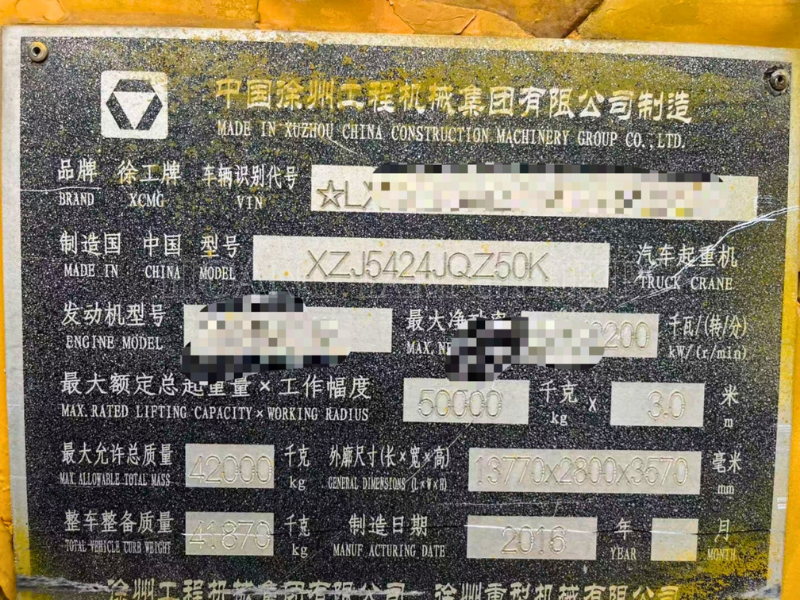 中国徐州工程机械集团有限公司制造
MADE IN XUZHOU CHINA CONSTRUCTION MACHINERY GROUP CO.,LTD.
品牌 徐工牌 车辆识别代号 ☆LX
BRAND XCMG VIN
制造国 中国 型号 XZJ5424JQZ50K 汽车起重机
MADE IN: CHINA MODEL TRUCK CRANE
发动机型号 最大净 2200 千瓦/(转/分)
ENGINE MODEL MAX. kW/(r/min)
最大额定总起重量×工作幅度 50000 千克 x 3.0 米
MAX. RATED LIFTING CAPACITY×WORKING RADIUS kg m
最大允许总质量 42000 千克 外廓尺寸(长×宽×高) 13770x2800x3570 毫米
MAX ALLOWABLE TOTAL MASS kg GENERAL DIMENSIONS (L×W×H) mm
整车整备质量 41870 千克 制造日期 2016 年 月
TOTAL VEHICLE CURB WEIGHT kg MANUFACTURING DATE YEAR MONTH
徐州工程机械集团有限公司 徐州重型机械有限公司